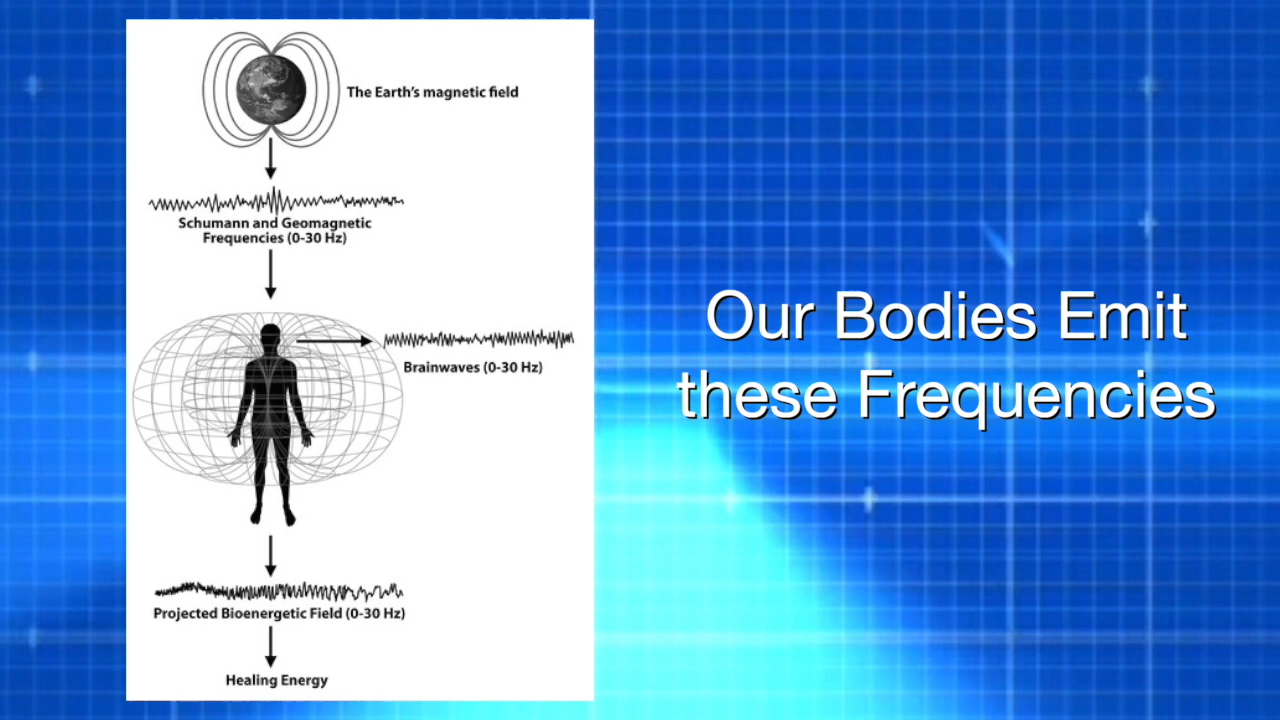 The Earth's magnetic field
Schumann and Geomagnetic
Frequencies (0-30 Hz)
Brainwaves (0-30 Hz)
Projected Bioenergetic Field (0-30 Hz)
Healing Energy
Our Bodies Emit
these Frequencies